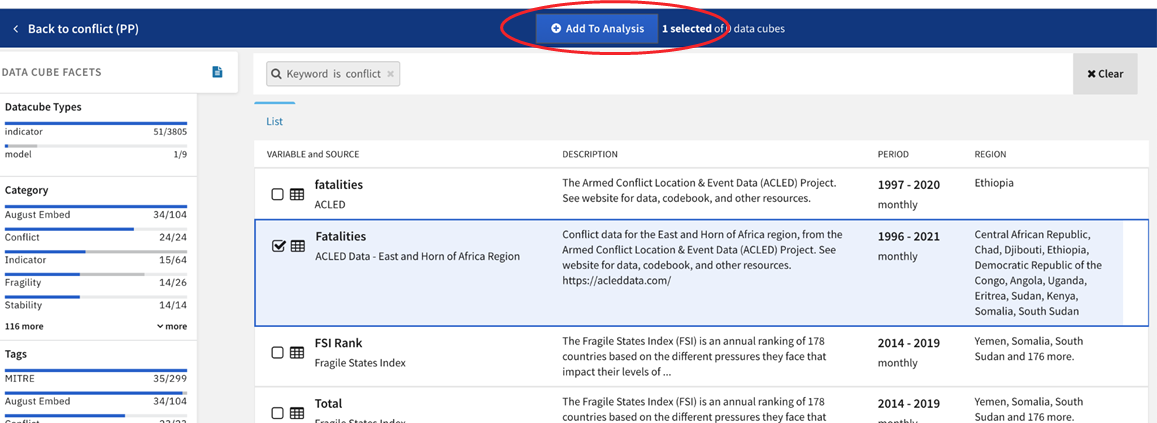 Back to conflict (PP)
Add To Analysis
1 selected of data cubes
DATA CUBE FACETS
Keyword is conflict
Clear
Datacube Types
indicator 51/3805
model 1/9
Category
August Embed 34/104
Conflict 24/24
Indicator 15/64
Fragility 14/26
Stability 14/14
116 more more
Tags
MITRE 35/299
August Embed 34/104
List
VARIABLE and SOURCE DESCRIPTION PERIOD REGION
fatalities
ACLED
The Armed Conflict Location & Event Data (ACLED) Project.
See website for data, codebook, and other resources.
1997 - 2020
monthly
Ethiopia
Fatalities
ACLED Data - East and Horn of Africa Region
Conflict data for the East and Horn of Africa region, from the
Armed Conflict Location & Event Data (ACLED) Project. See
website for data, codebook, and other resources.
https://acleddata.com/
1996 - 2021
monthly
Central African Republic,
Chad, Djibouti, Ethiopia,
Democratic Republic of the
Congo, Angola, Uganda,
Eritrea, Sudan, Kenya,
Somalia, South Sudan
FSI Rank
Fragile States Index
The Fragile States Index (FSI) is an annual ranking of 178
countries based on the different pressures they face that
impact their levels of ...
2014 - 2019
monthly
Yemen, Somalia, South
Sudan and 176 more.
Total
Fragile States Index
The Fragile States Index (FSI) is an annual ranking of 178
countries based on the different pressures they face that
2014 - 2019
monthly
Yemen, Somalia, South
Sudan and 176 more.